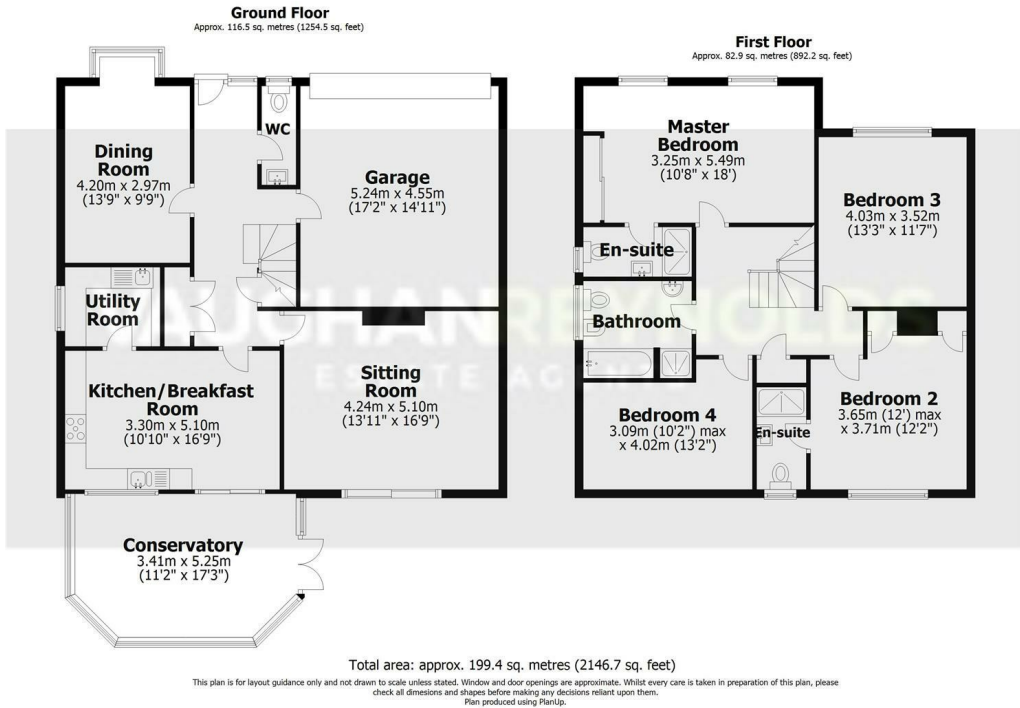 Ground Floor
Approx. 116.5 sq. metres (1254.5 sq. feet)
Dining
Room
4.20m x 2.97m
(13'9" x 9'9")
WC
Garage
5.24m x 4.55m
(17'2" x 14'11")
Utility
Room
Kitchen/Breakfast
Room
3.30m x 5.10m
(10'10" x 16'9")
Sitting
Room
4.24m x 5.10m
(13'11" x 16'9")
Conservatory
3.41m x 5.25m
(11'2" x 17'3")
First Floor
Approx. 82.9 sq. metres (892.2 sq. feet)
Master
Bedroom
3.25m x 5.49m
(10'8" x 18')
Bedroom 3
4.03m x 3.52m
(13'3" x 11'7")
En-suite
Bathroom
Bedroom 4
3.09m (10'2") max
x 4.02m (13'2")
En-suite
Bedroom 2
3.65m (12') max
x 3.71m (12'2")
Total area: approx. 199.4 sq. metres (2146.7 sq. feet)
This plan is for layout guidance only and not drawn to scale unless stated. Window and door openings are approximate. Whilst every care is taken in preparation of this plan, please
check all dimesions and shapes before making any decisions reliant upon them.
Plan produced using PlanUp.